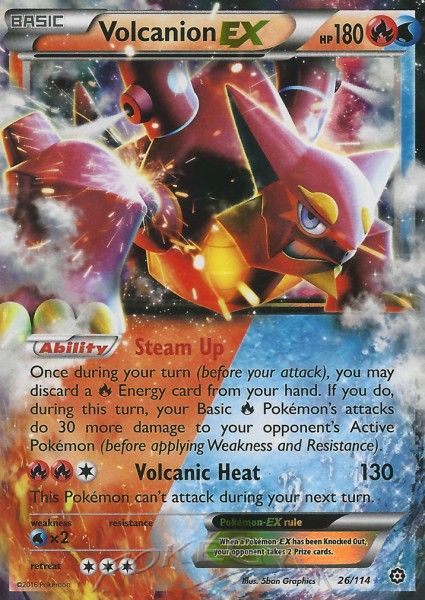 BASIC
Volcanion EX HP 180
Ability Steam Up
Once during your turn (before your attack), you may
discard a Energy card from your hand. If you do,
during this turn, your Basic Pokémon's attacks
do 30 more damage to your opponent's Active
Pokémon (before applying Weakness and Resistance).
Volcanic Heat 130
This Pokémon can't attack during your next turn.
weakness resistance
×2
retreat
Pokémon-EX rule
When a Pokémon-EX has been Knocked Out,
your opponent takes 2 Prize cards.
©2016 Pokémon Illus. 5ban Graphics 26/114